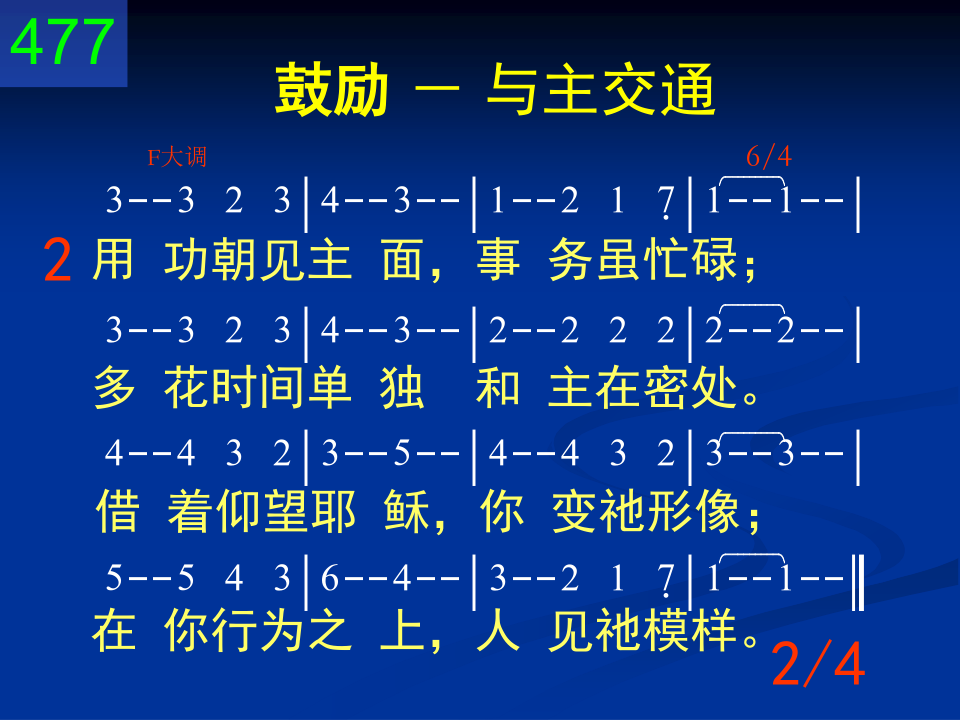 477
鼓励 － 与主交通
F大调 6/4
3--3 2 3|4--3--|1--2 1 7̣|1--1--|
2 用 功朝见主 面，事 务虽忙碌；
3--3 2 3|4--3--|2--2 2 2|2--2--|
多 花时间单 独 和 主在密处。
4--4 3 2|3--5--|4--4 3 2|3--3--|
借 着仰望耶 稣，你 变祂形像；
5--5 4 3|6--4--|3--2 1 7̣|1--1--‖
在 你行为之 上，人 见祂模样。
2/4